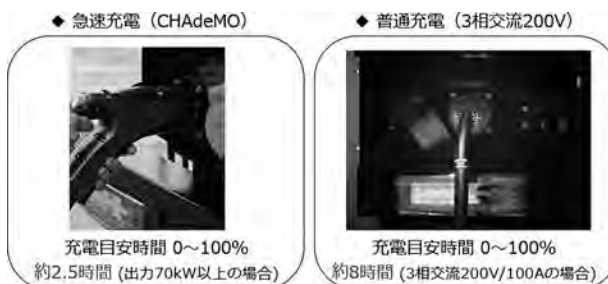 ◆ 急速充電（CHAdeMO）
充電目安時間 0～100%
約2.5時間 (出力70kW以上の場合)
◆ 普通充電（3相交流200V）
充電目安時間 0～100%
約8時間 (3相交流200V/100Aの場合)